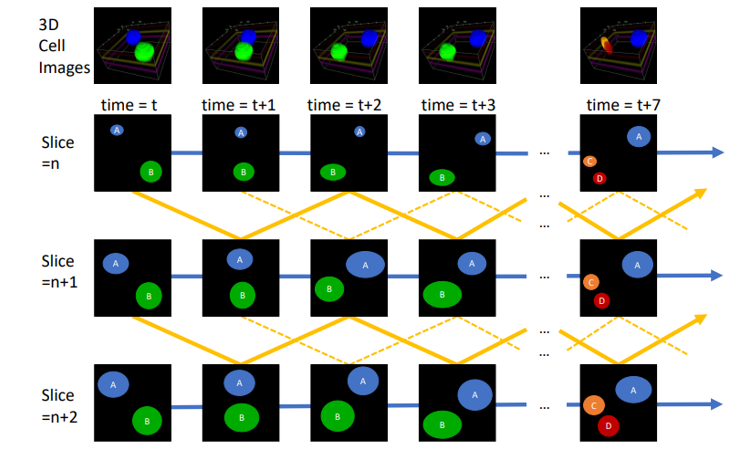 3D
Cell
Images
time = t time = t+1 time = t+2 time = t+3 time = t+7
Slice
=n
A A A A A
B B B B C D
... ...
...
Slice
=n+1
A A A A A
B B B B C D
... ...
...
Slice
=n+2
A A A A A
B B B B C D
...